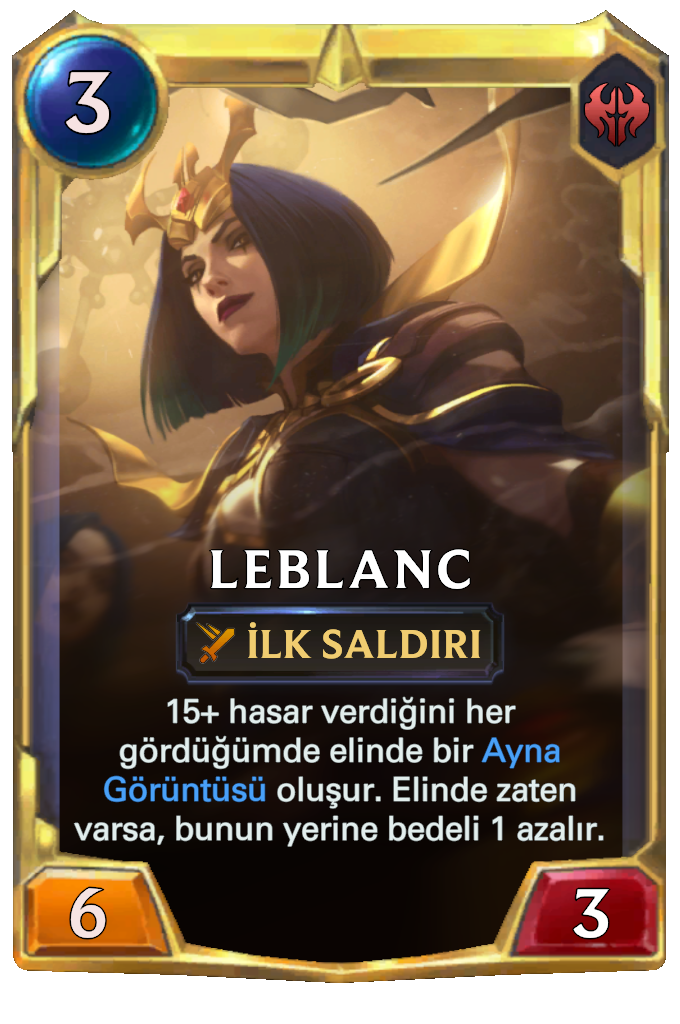 3
LEBLANC
İLK SALDIRI
15+ hasar verdiğini her
gördüğümde elinde bir Ayna
Görüntüsü oluşur. Elinde zaten
varsa, bunun yerine bedeli 1 azalır.
6
3